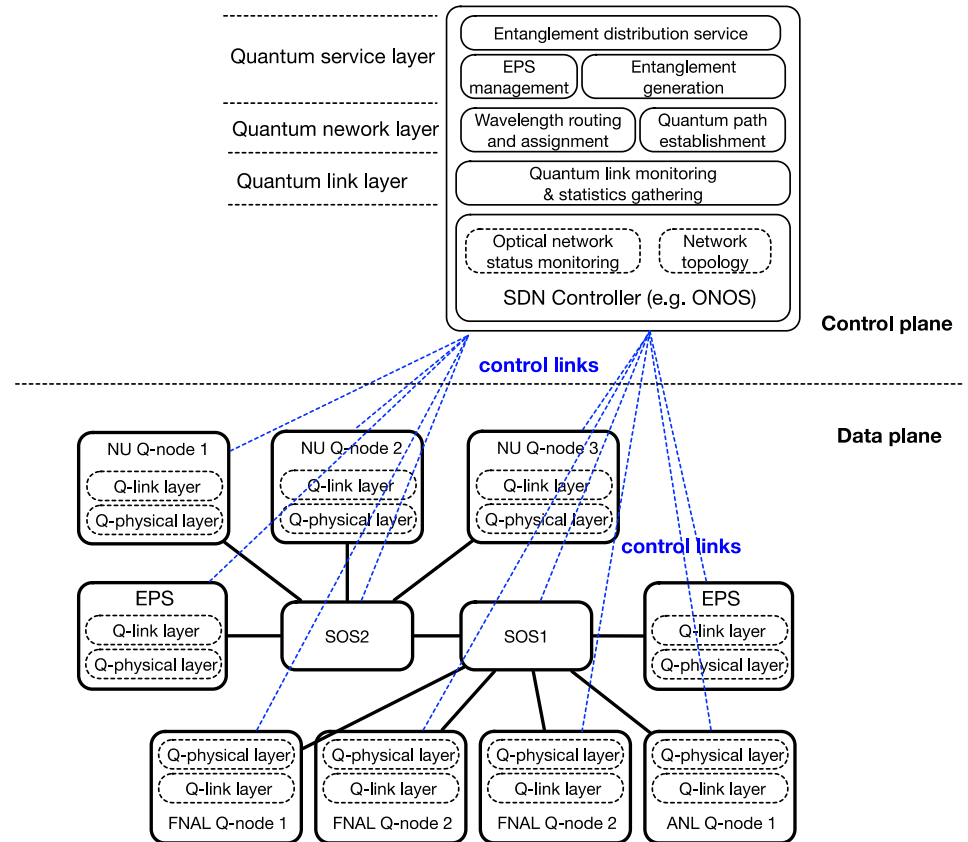 Entanglement distribution service
Quantum service layer
EPS
management
Entanglement
generation
Quantum nework layer
Wavelength routing
and assignment
Quantum path
establishment
Quantum link layer
Quantum link monitoring
& statistics gathering
Optical network
status monitoring
Network
topology
SDN Controller (e.g. ONOS)
Control plane
control links
Data plane
NU Q-node 1
Q-link layer
Q-physical layer
NU Q-node 2
Q-link layer
Q-physical layer
NU Q-node 3
Q-link layer
Q-physical layer
control links
EPS
Q-link layer
Q-physical layer
SOS2
SOS1
EPS
Q-link layer
Q-physical layer
Q-physical layer
Q-link layer
FNAL Q-node 1
Q-physical layer
Q-link layer
FNAL Q-node 2
Q-physical layer
Q-link layer
FNAL Q-node 2
Q-physical layer
Q-link layer
ANL Q-node 1